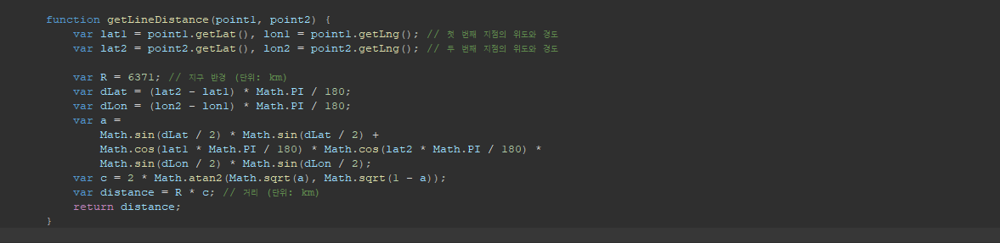 function getLineDistance(point1, point2) {
var lat1 = point1.getLat(), lon1 = point1.getLng(); // 첫 번째 지점의 위도와 경도
var lat2 = point2.getLat(), lon2 = point2.getLng(); // 두 번째 지점의 위도와 경도
var R = 6371; // 지구 반경 (단위: km)
var dLat = (lat2 - lat1) * Math.PI / 180;
var dLon = (lon2 - lon1) * Math.PI / 180;
var a =
Math.sin(dLat / 2) * Math.sin(dLat / 2) +
Math.cos(lat1 * Math.PI / 180) * Math.cos(lat2 * Math.PI / 180) *
Math.sin(dLon / 2) * Math.sin(dLon / 2);
var c = 2 * Math.atan2(Math.sqrt(a), Math.sqrt(1 - a));
var distance = R * c; // 거리 (단위: km)
return distance;
}